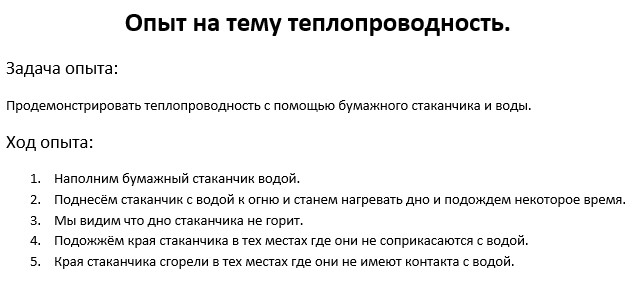 Опыт на тему теплопроводность.
Задача опыта:
Продемонстрировать теплопроводность с помощью бумажного стаканчика и воды.
Ход опыта:
1. Наполним бумажный стаканчик водой.
2. Поднесём стаканчик с водой к огню и станем нагревать дно и подождем некоторое время.
3. Мы видим что дно стаканчика не горит.
4. Подожжём края стаканчика в тех местах где они не соприкасаются с водой.
5. Края стаканчика сгорели в тех местах где они не имеют контакта с водой.